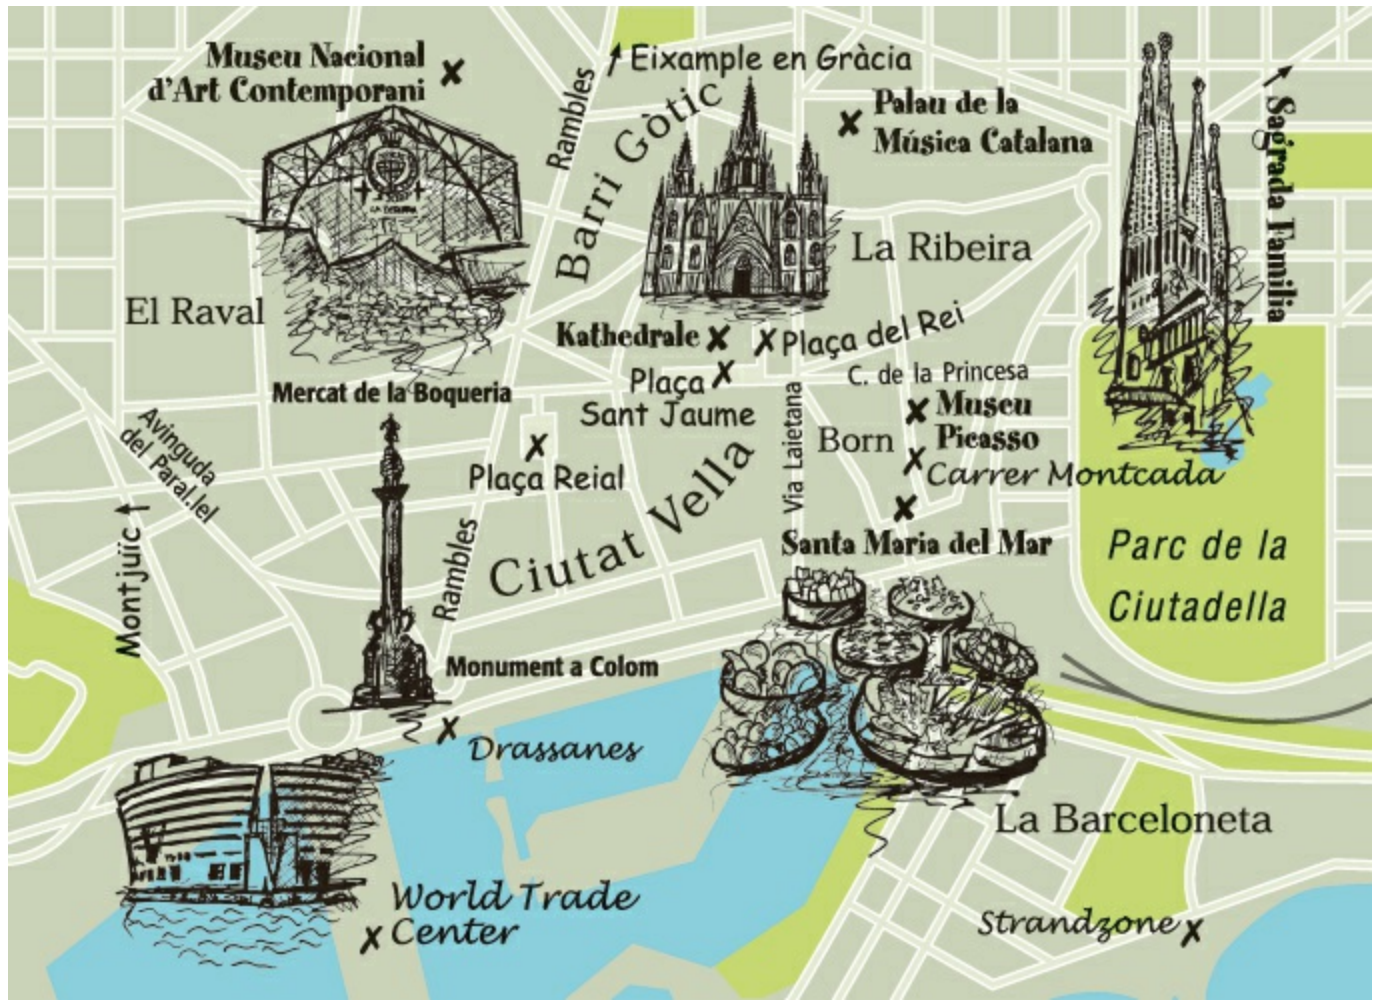 Museu Nacional
d'Art Contemporani
Rambles
Eixample en Gràcia
Barri Gòtic
Palau de la
Música Catalana
Sagrada Familia
La Ribeira
El Raval
Kathedrale
Plaça del Rei
Plaça
Sant Jaume
C. de la Princesa
Mercat de la Boqueria
Museu
Picasso
Born
Via Laietana
Carrer Montcada
Avinguda
del Paral.lel
Plaça Reial
Ciutat Vella
Santa Maria del Mar
Parc de la
Ciutadella
Montjuïc
Rambles
Monument a Colom
Drassanes
La Barceloneta
World Trade
Center
Strandzone